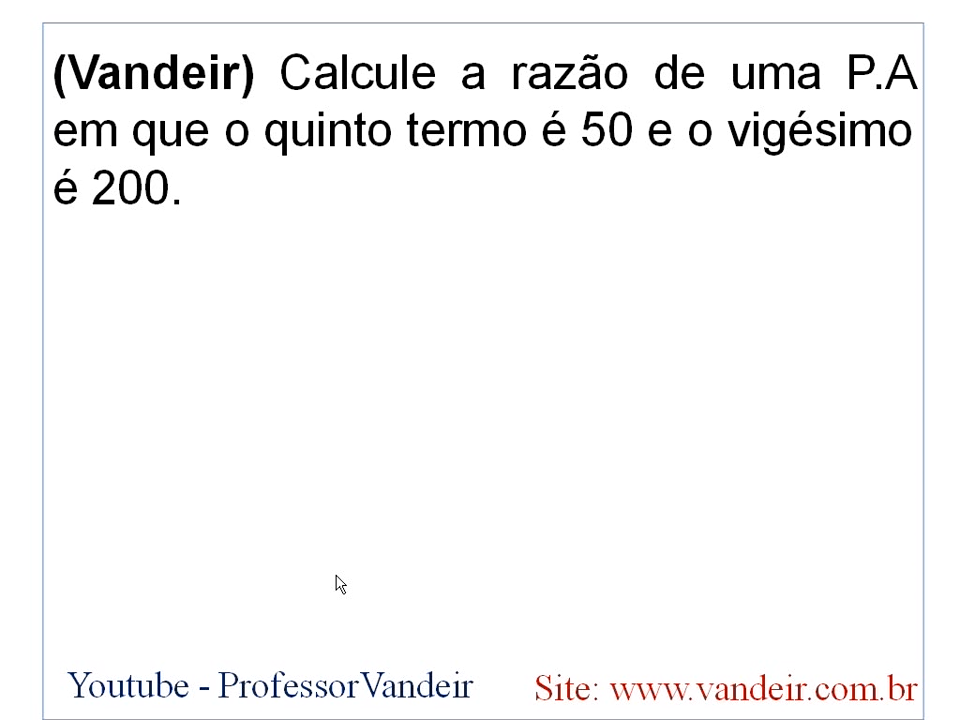 (Vandeir) Calcule a razão de uma P.A
em que o quinto termo é 50 e o vigésimo
é 200.
Youtube - ProfessorVandeir
Site: www.vandeir.com.br